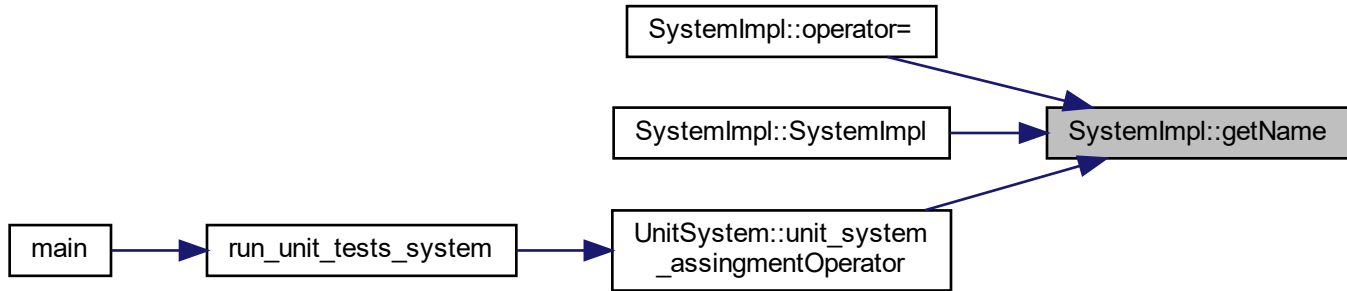 SystemImpl::operator=
SystemImpl::SystemImpl
SystemImpl::getName
main
run_unit_tests_system
UnitSystem::unit_system
_assingmentOperator